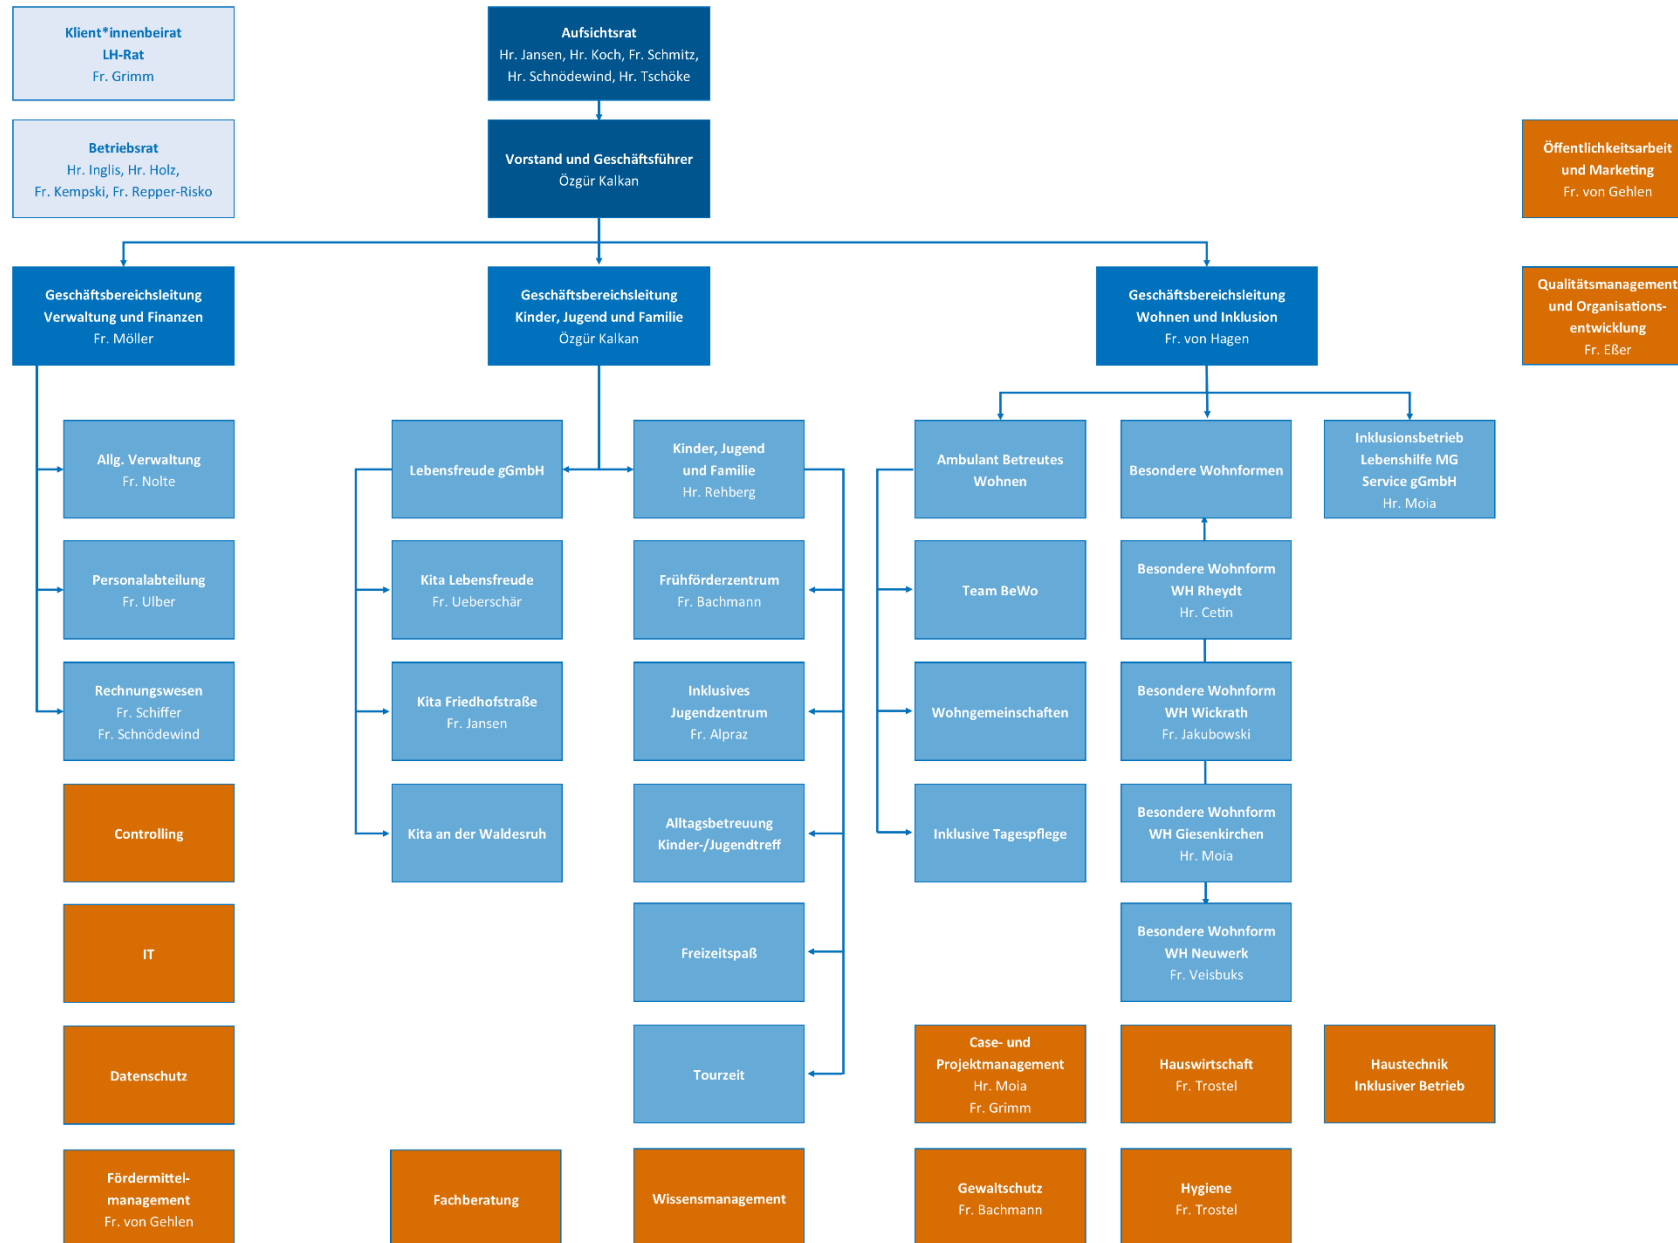 Klient*innenbeirat
LH-Rat
Fr. Grimm
Aufsichtsrat
Hr. Jansen, Hr. Koch, Fr. Schmitz,
Hr. Schnödewind, Hr. Tschöke
Betriebsrat
Hr. Inglis, Hr. Holz,
Fr. Kempski, Fr. Repper-Risko
Vorstand und Geschäftsführer
Özgür Kalkan
Öffentlichkeitsarbeit
und Marketing
Fr. von Gehlen
Geschäftsbereichsleitung
Verwaltung und Finanzen
Fr. Möller
Geschäftsbereichsleitung
Kinder, Jugend und Familie
Özgür Kalkan
Geschäftsbereichsleitung
Wohnen und Inklusion
Fr. von Hagen
Qualitätsmanagement
und Organisations-
entwicklung
Fr. Eßer
Allg. Verwaltung
Fr. Nolte
Lebensfreude gGmbH
Kinder, Jugend
und Familie
Hr. Rehberg
Ambulant Betreutes
Wohnen
Besondere Wohnformen
Inklusionsbetrieb
Lebenshilfe MG
Service gGmbH
Hr. Moia
Personalabteilung
Fr. Ulber
Kita Lebensfreude
Fr. Ueberschär
Frühförderzentrum
Fr. Bachmann
Team BeWo
Besondere Wohnform
WH Rheydt
Hr. Cetin
Rechnungswesen
Fr. Schiffer
Fr. Schnödewind
Kita Friedhofstraße
Fr. Jansen
Inklusives
Jugendzentrum
Fr. Alpraz
Wohngemeinschaften
Besondere Wohnform
WH Wickrath
Fr. Jakubowski
Controlling
Kita an der Waldesruh
Alltagsbetreuung
Kinder-/Jugendtreff
Inklusive Tagespflege
Besondere Wohnform
WH Giesenkirchen
Hr. Moia
IT
Freizeitspaß
Besondere Wohnform
WH Neuwerk
Fr. Veisbuks
Datenschutz
Tourzeit
Case- und
Projektmanagement
Hr. Moia
Fr. Grimm
Hauswirtschaft
Fr. Trostel
Haustechnik
Inklusiver Betrieb
Fördermittel-
management
Fr. von Gehlen
Fachberatung
Wissensmanagement
Gewaltschutz
Fr. Bachmann
Hygiene
Fr. Trostel